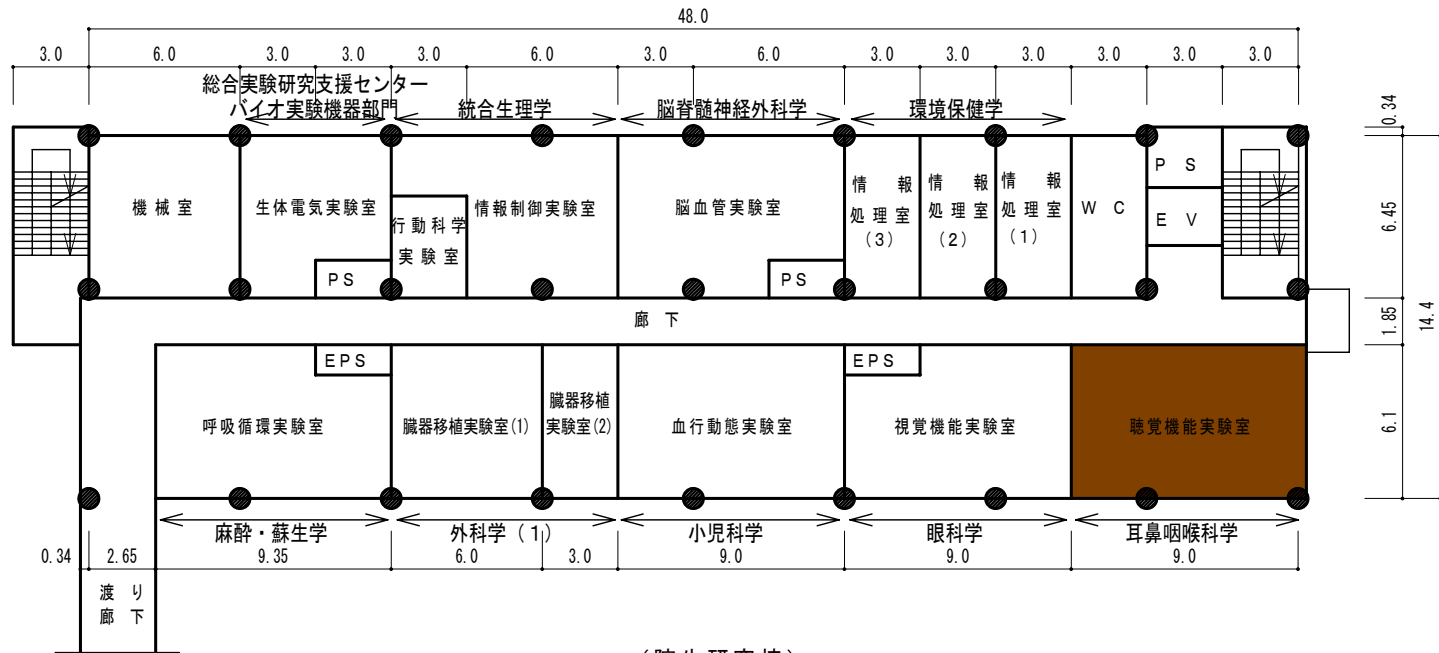 48.0
3.0 6.0 3.0 3.0 3.0 6.0 3.0 6.0 3.0 3.0 3.0 3.0 3.0 3.0
総合実験研究支援センター
バイオ実験機器部門 統合生理学 脳脊髄神経外科学 環境保健学
0.34
機械室
生体電気実験室
行動科学
実験室
情報制御実験室
脳血管実験室
情報
処理室
(3)
情報
処理室
(2)
情報
処理室
(1)
WC
PS
EV
6.45
PS
PS
廊下
1.85
14.4
EPS
EPS
呼吸循環実験室
臓器移植実験室(1)
臓器移植
実験室(2)
血行動態実験室
視覚機能実験室
聴覚機能実験室
6.1
麻酔・蘇生学 外科学(1) 小児科学 眼科学 耳鼻咽喉科学
0.34 2.65 9.35 6.0 3.0 9.0 9.0 9.0
渡り
廊下